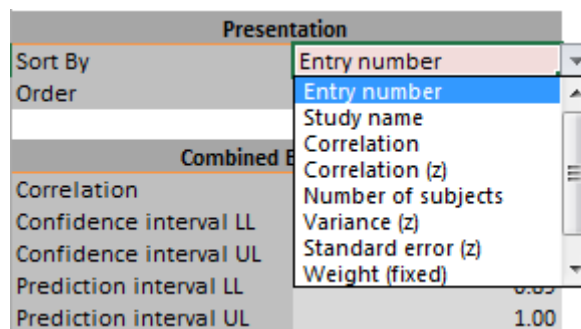 Presentation
Sort By Entry number
Order Entry number
Study name
Correlation
Correlation (z)
Number of subjects
Variance (z)
Standard error (z)
Weight (fixed)
Combined
Correlation
Confidence interval LL
Confidence interval UL
Prediction interval LL
Prediction interval UL 1.00